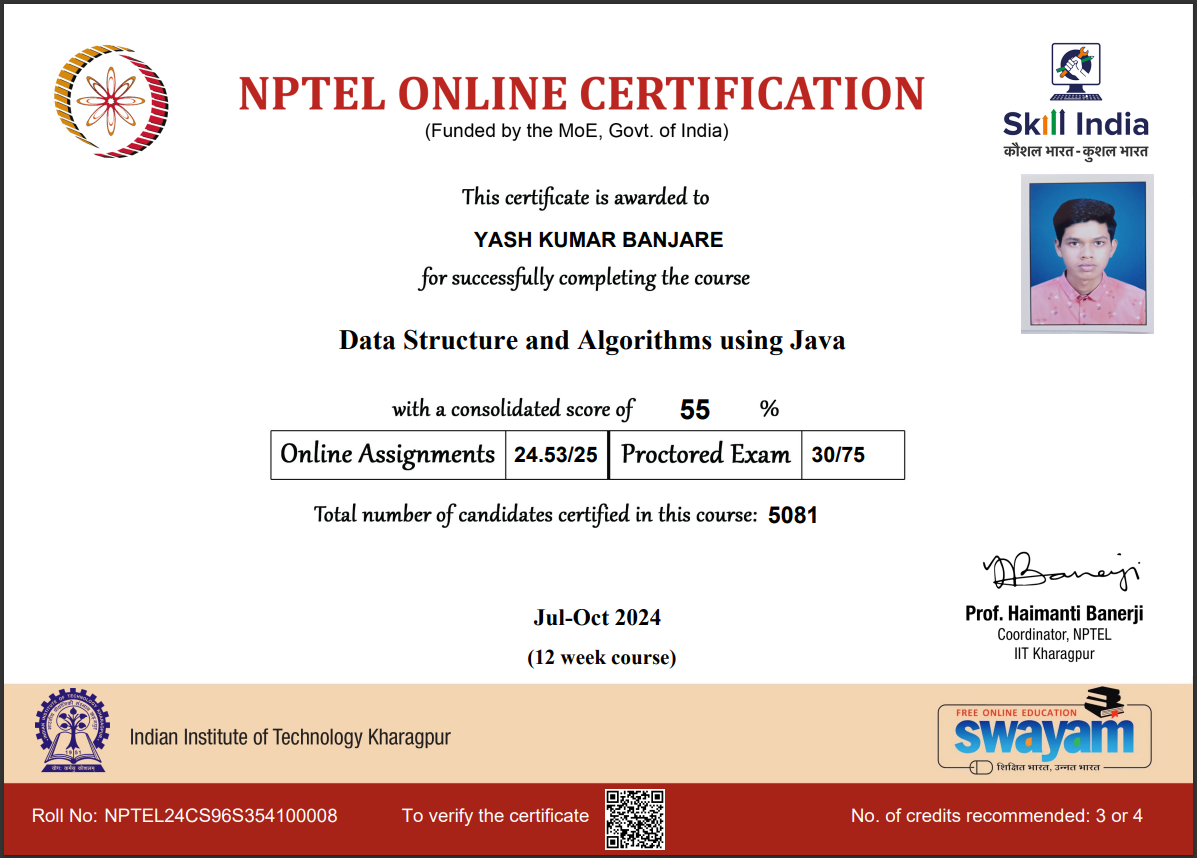 NPTEL ONLINE CERTIFICATION
(Funded by the MoE, Govt. of India)
Skill India
कौशल भारत - कुशल भारत
This certificate is awarded to
YASH KUMAR BANJARE
for successfully completing the course
Data Structure and Algorithms using Java
with a consolidated score of 55 %
Online Assignments 24.53/25 Proctored Exam 30/75
Total number of candidates certified in this course: 5081
Jul-Oct 2024
(12 week course)
Prof. Haimanti Banerji
Coordinator, NPTEL
IIT Kharagpur
Indian Institute of Technology Kharagpur
FREE ONLINE EDUCATION
swayam
शिक्षित भारत, उन्नत भारत
Roll No: NPTEL24CS96S354100008 To verify the certificate No. of credits recommended: 3 or 4